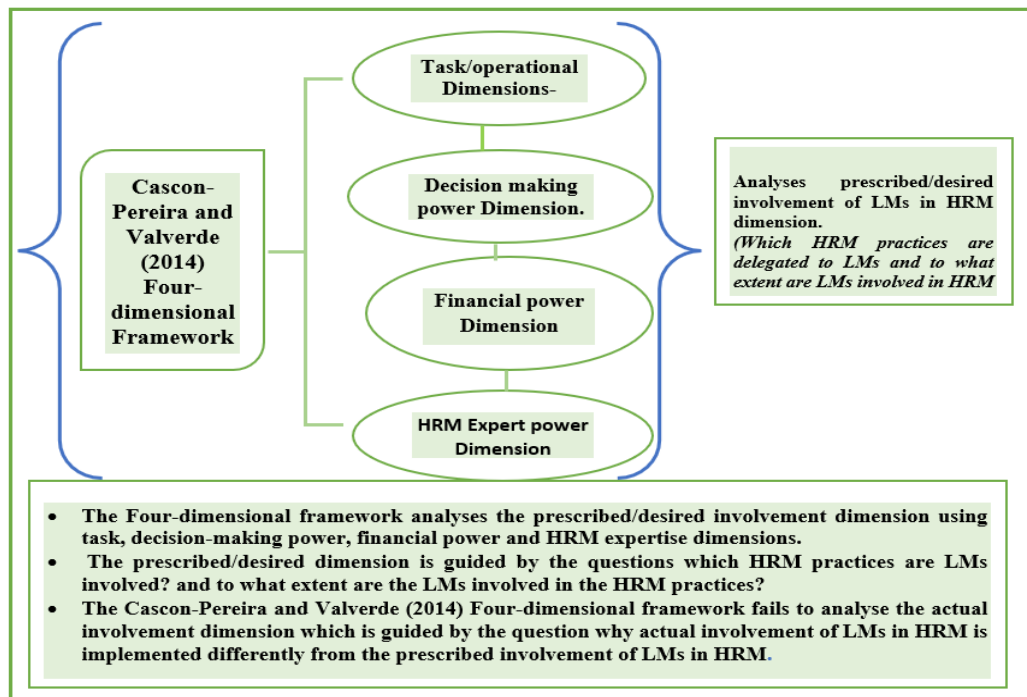 Task/operational
Dimensions-
Cascon-
Pereira and
Valverde
(2014)
Four-
dimensional
Framework
Decision making
power Dimension.
Financial power
Dimension
HRM Expert power
Dimension
Analyses prescribed/desired
involvement of LMs in HRM
dimension.
(Which HRM practices are
delegated to LMs and to what
extent are LMs involved in HRM
• The Four-dimensional framework analyses the prescribed/desired involvement dimension using
task, decision-making power, financial power and HRM expertise dimensions.
• The prescribed/desired dimension is guided by the questions which HRM practices are LMs
involved? and to what extent are the LMs involved in the HRM practices?
• The Cascon-Pereira and Valverde (2014) Four-dimensional framework fails to analyse the actual
involvement dimension which is guided by the question why actual involvement of LMs in HRM is
implemented differently from the prescribed involvement of LMs in HRM.